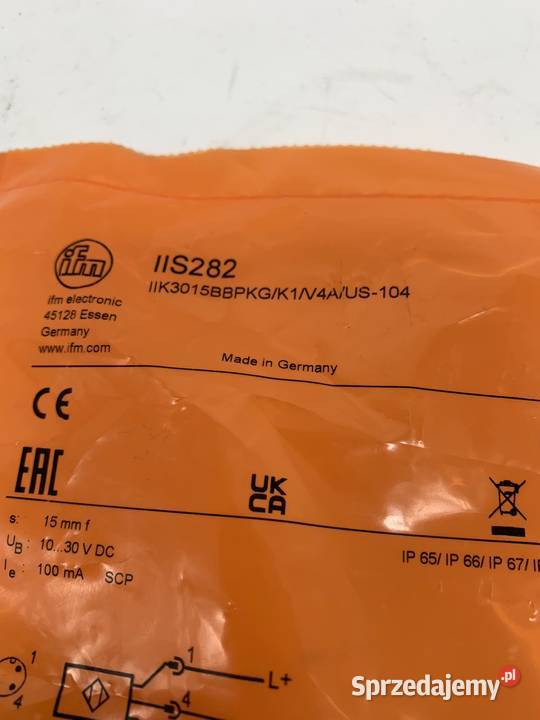 ifm
ifm electronic
45128 Essen
Germany
www.ifm.com
IIS282
IIK3015BBPKG/K1/V4A/US-104
Made in Germany
CE
EAC
UK
CA
s: 15 mm f
UB: 10...30 V DC
Ie: 100 mA SCP
IP 65/ IP 66/ IP 67/
1
4
1
L+
4
Sprzedajemy.pl